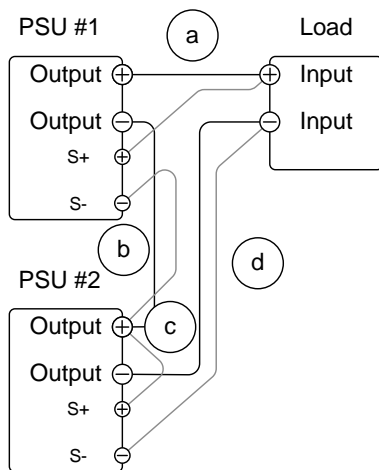 PSU #1
a
Load
Output
Input
Output
Input
S+
S-
b
d
PSU #2
c
Output
Output
S+
S-